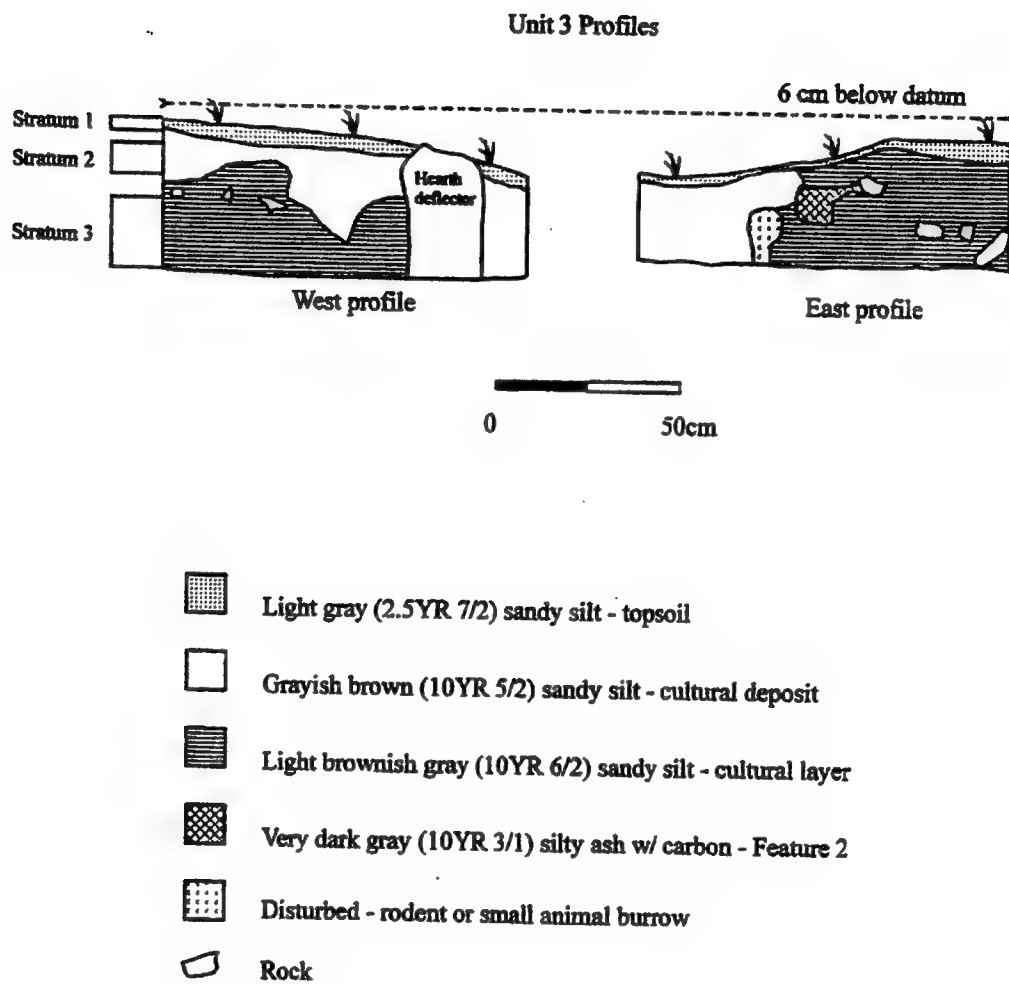 Unit 3 Profiles
6 cm below datum
Stratum 1
Stratum 2
Stratum 3
Hearth
deflector
West profile
East profile
0 50cm
Light gray (2.5YR 7/2) sandy silt - topsoil
Grayish brown (10YR 5/2) sandy silt - cultural deposit
Light brownish gray (10YR 6/2) sandy silt - cultural layer
Very dark gray (10YR 3/1) silty ash w/ carbon - Feature 2
Disturbed - rodent or small animal burrow
Rock